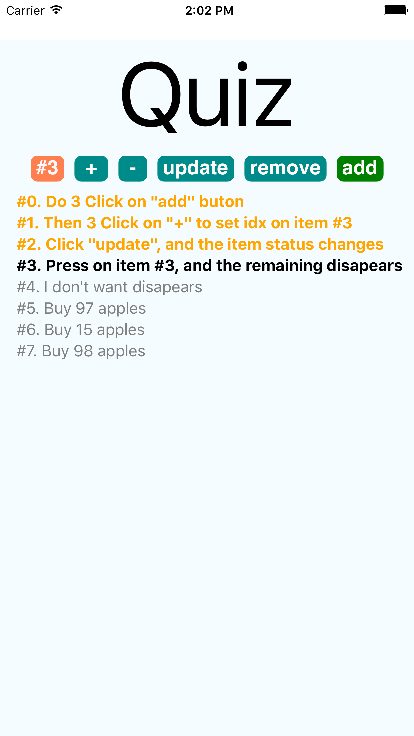 Carrier 2:02 PM
Quiz
#3 + - update remove add
#0. Do 3 Click on "add" buton
#1. Then 3 Click on "+" to set idx on item #3
#2. Click "update", and the item status changes
#3. Press on item #3, and the remaining disapears
#4. I don't want disapears
#5. Buy 97 apples
#6. Buy 15 apples
#7. Buy 98 apples